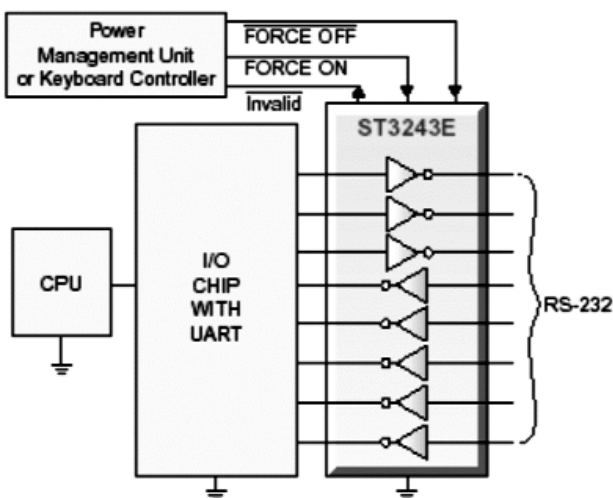 Power
Management Unit
or Keyboard Controller
FORCE OFF
FORCE ON
Invalid
ST3243E
CPU
I/O
CHIP
WITH
UART
RS-232